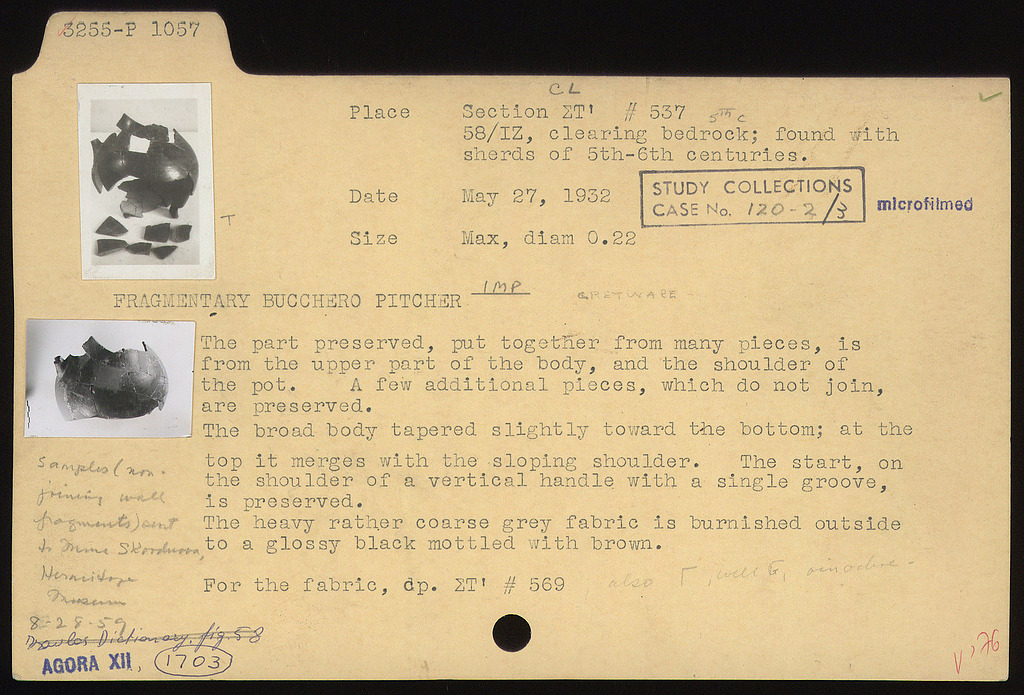 3255-P 1057
CL
Place Section ΣΤ' # 537 5TH C
58/IZ, clearing bedrock; found with
sherds of 5th-6th centuries.
Date May 27, 1932
STUDY COLLECTIONS
CASE No. 120-2/3
microfilmed
T
Size Max, diam 0.22
FRAGMENTARY BUCCHERO PITCHER IMP GREYWARE -
The part preserved, put together from many pieces, is
from the upper part of the body, and the shoulder of
the pot. A few additional pieces, which do not join,
are preserved.
The broad body tapered slightly toward the bottom; at the
top it merges with the sloping shoulder. The start, on
the shoulder of a vertical handle with a single groove,
is preserved.
The heavy rather coarse grey fabric is burnished outside
to a glossy black mottled with brown.
For the fabric, cp. ΣΤ' # 569 also Γ, well G, oinochoe.
Samples (non-
joining wall
fragments) sent
to Mme Skordunova,
Hermitage
Museum
8-28-59
Dictionary, fig. 58
AGORA XII, 1703
V '76